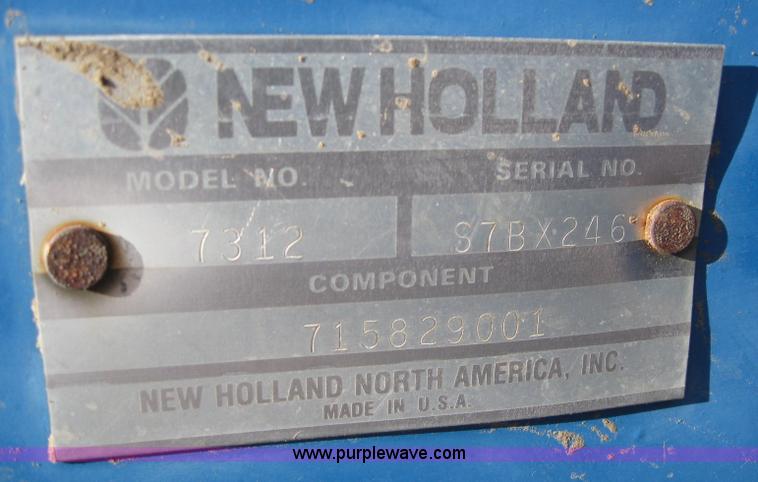 NEW HOLLAND
MODEL NO. SERIAL NO.
7312 S7BX246
COMPONENT
715829001
NEW HOLLAND NORTH AMERICA, INC.
MADE IN U.S.A.
www.purplewave.com